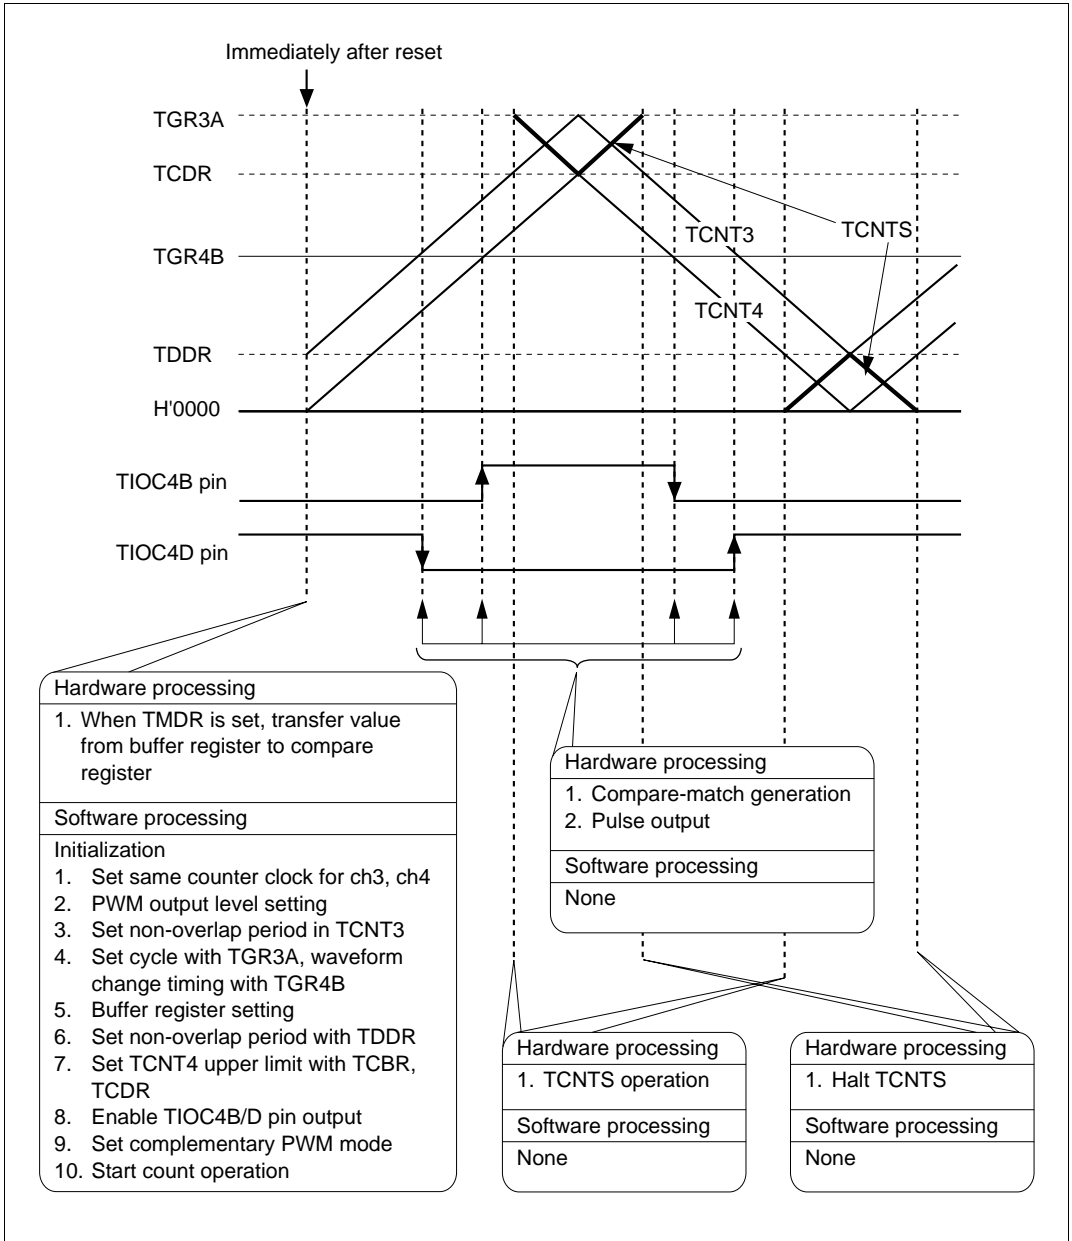 Immediately after reset
TGR3A
TCDR
TGR4B
TDDR
H'0000
TCNT3
TCNTS
TCNT4
TIOC4B pin
TIOC4D pin
Hardware processing
1. When TMDR is set, transfer value
from buffer register to compare
register
Software processing
Initialization
1. Set same counter clock for ch3, ch4
2. PWM output level setting
3. Set non-overlap period in TCNT3
4. Set cycle with TGR3A, waveform
change timing with TGR4B
5. Buffer register setting
6. Set non-overlap period with TDDR
7. Set TCNT4 upper limit with TCBR,
TCDR
8. Enable TIOC4B/D pin output
9. Set complementary PWM mode
10. Start count operation
Hardware processing
1. Compare-match generation
2. Pulse output
Software processing
None
Hardware processing
1. TCNTS operation
Software processing
None
Hardware processing
1. Halt TCNTS
Software processing
None